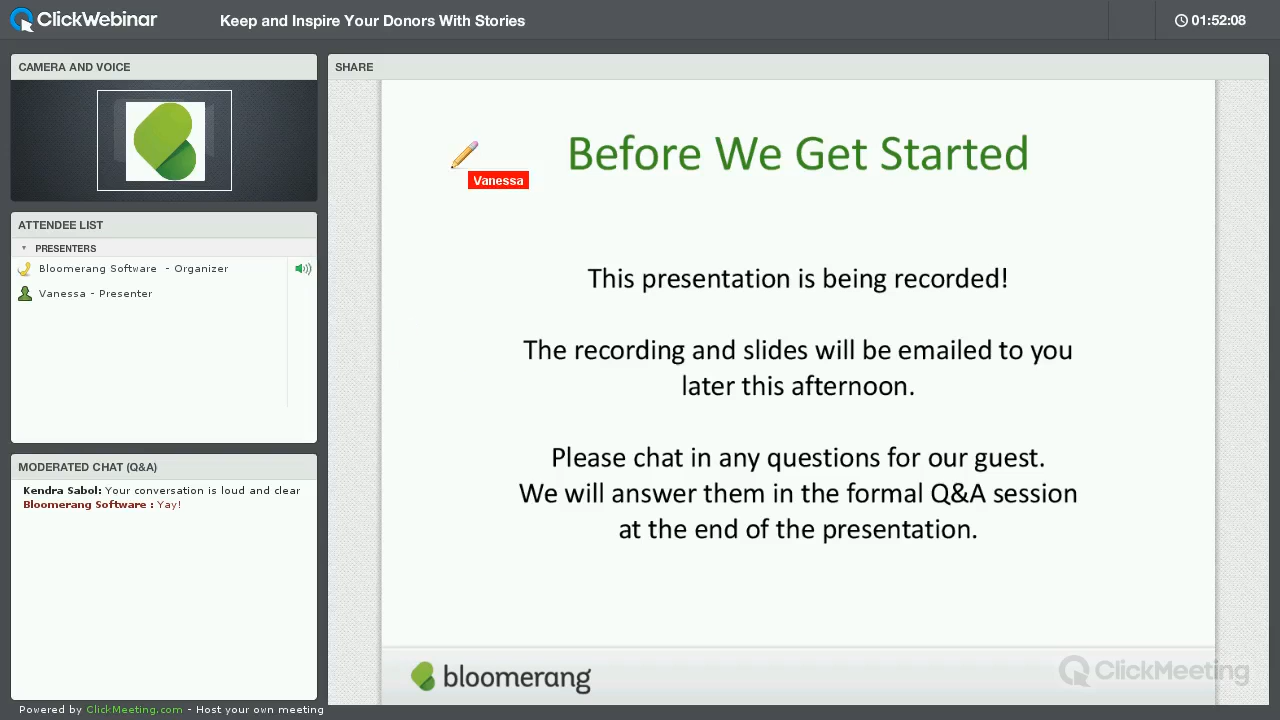 ClickWebinar
Keep and Inspire Your Donors With Stories
01:52:08
CAMERA AND VOICE
ATTENDEE LIST
PRESENTERS
Bloomerang Software - Organizer
Vanessa - Presenter
MODERATED CHAT (Q&A)
Kendra Sabol: Your conversation is loud and clear
Bloomerang Software : Yay!
Powered by ClickMeeting.com - Host your own meeting
SHARE
Before We Get Started
Vanessa
This presentation is being recorded!
The recording and slides will be emailed to you
later this afternoon.
Please chat in any questions for our guest.
We will answer them in the formal Q&A session
at the end of the presentation.
bloomerang
ClickMeeting